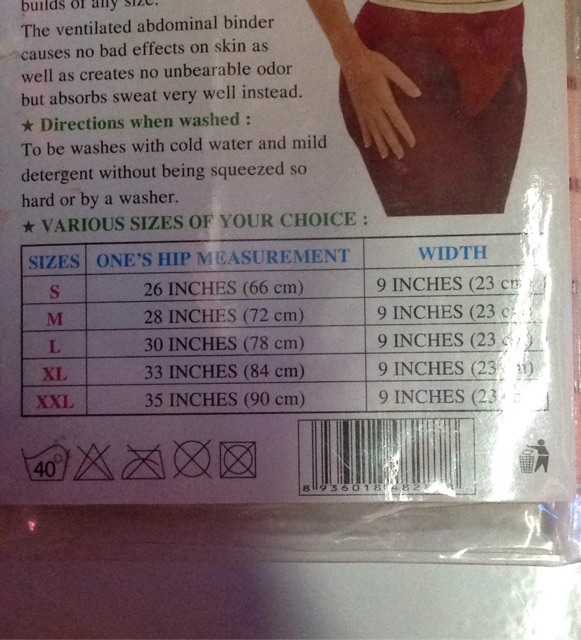 builds of any size.
The ventilated abdominal binder
causes no bad effects on skin as
well as creates no unbearable odor
but absorbs sweat very well instead.
★ Directions when washed :
To be washes with cold water and mild
detergent without being squeezed so
hard or by a washer.
★ VARIOUS SIZES OF YOUR CHOICE :
SIZES ONE'S HIP MEASUREMENT WIDTH
S 26 INCHES (66 cm) 9 INCHES (23 cm
M 28 INCHES (72 cm) 9 INCHES (23
L 30 INCHES (78 cm) 9 INCHES (23
XL 33 INCHES (84 cm) 9 INCHES (23
XXL 35 INCHES (90 cm) 9 INCHES (23
40°
8 936018